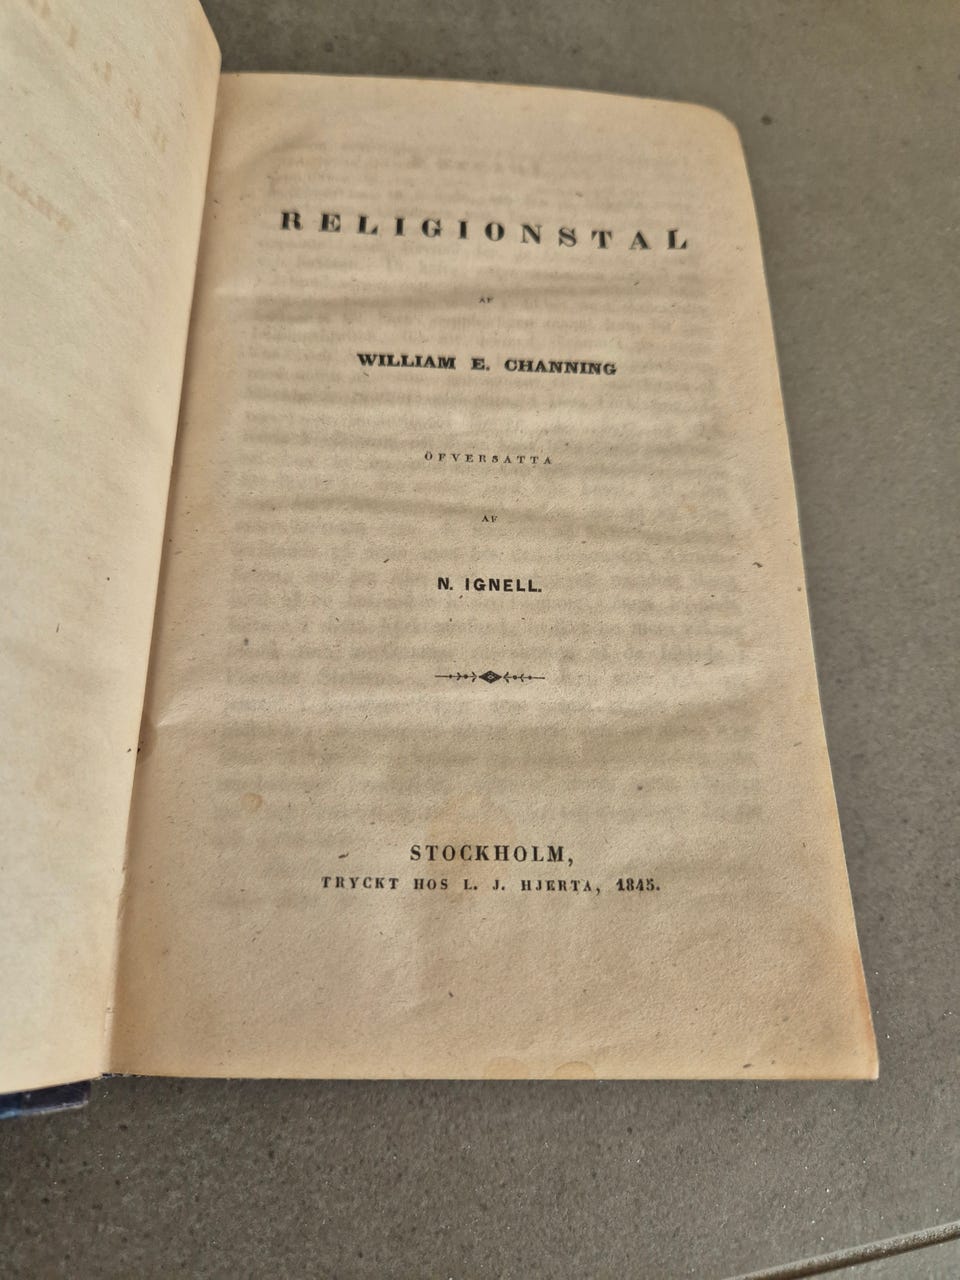 RELIGIONSTAL
AF
WILLIAM E. CHANNING
ÖFVERSATTA
AF
N. IGNELL.
STOCKHOLM,
TRYCKT HOS L. J. HJERTA, 1845.